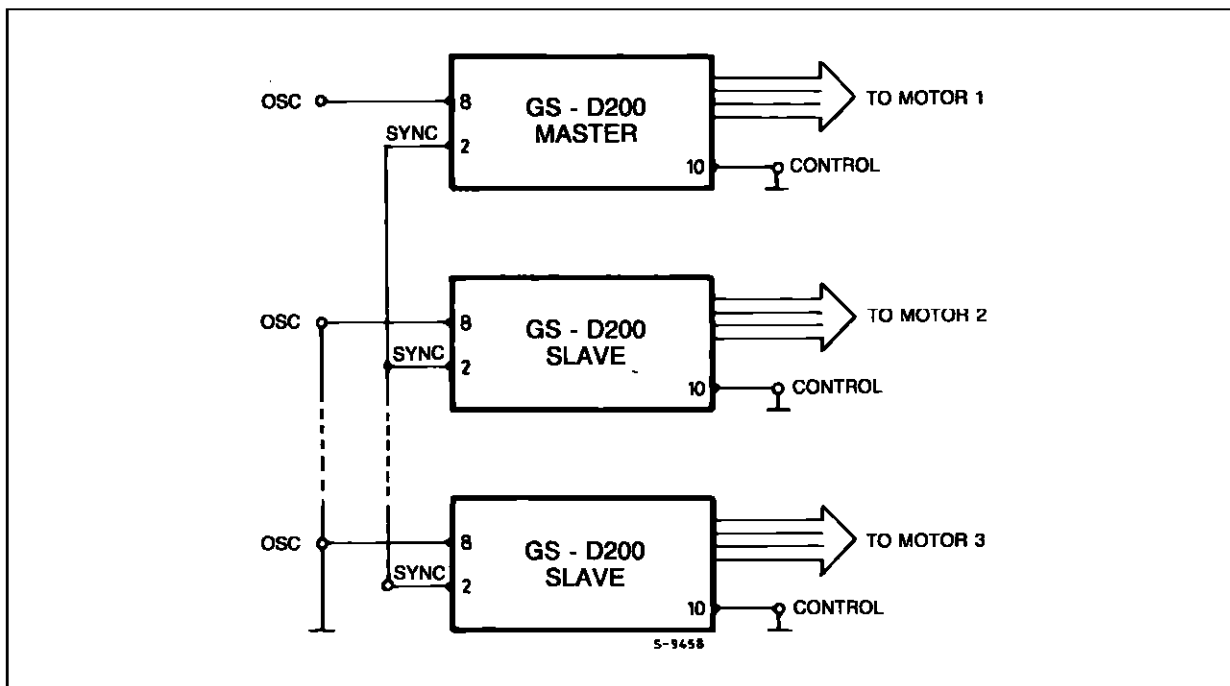 OSC
8
GS - D200
MASTER
TO MOTOR 1
SYNC
2
10
CONTROL
OSC
8
GS - D200
SLAVE
TO MOTOR 2
SYNC
2
10
CONTROL
OSC
8
GS - D200
SLAVE
TO MOTOR 3
SYNC
2
10
CONTROL
S-9458